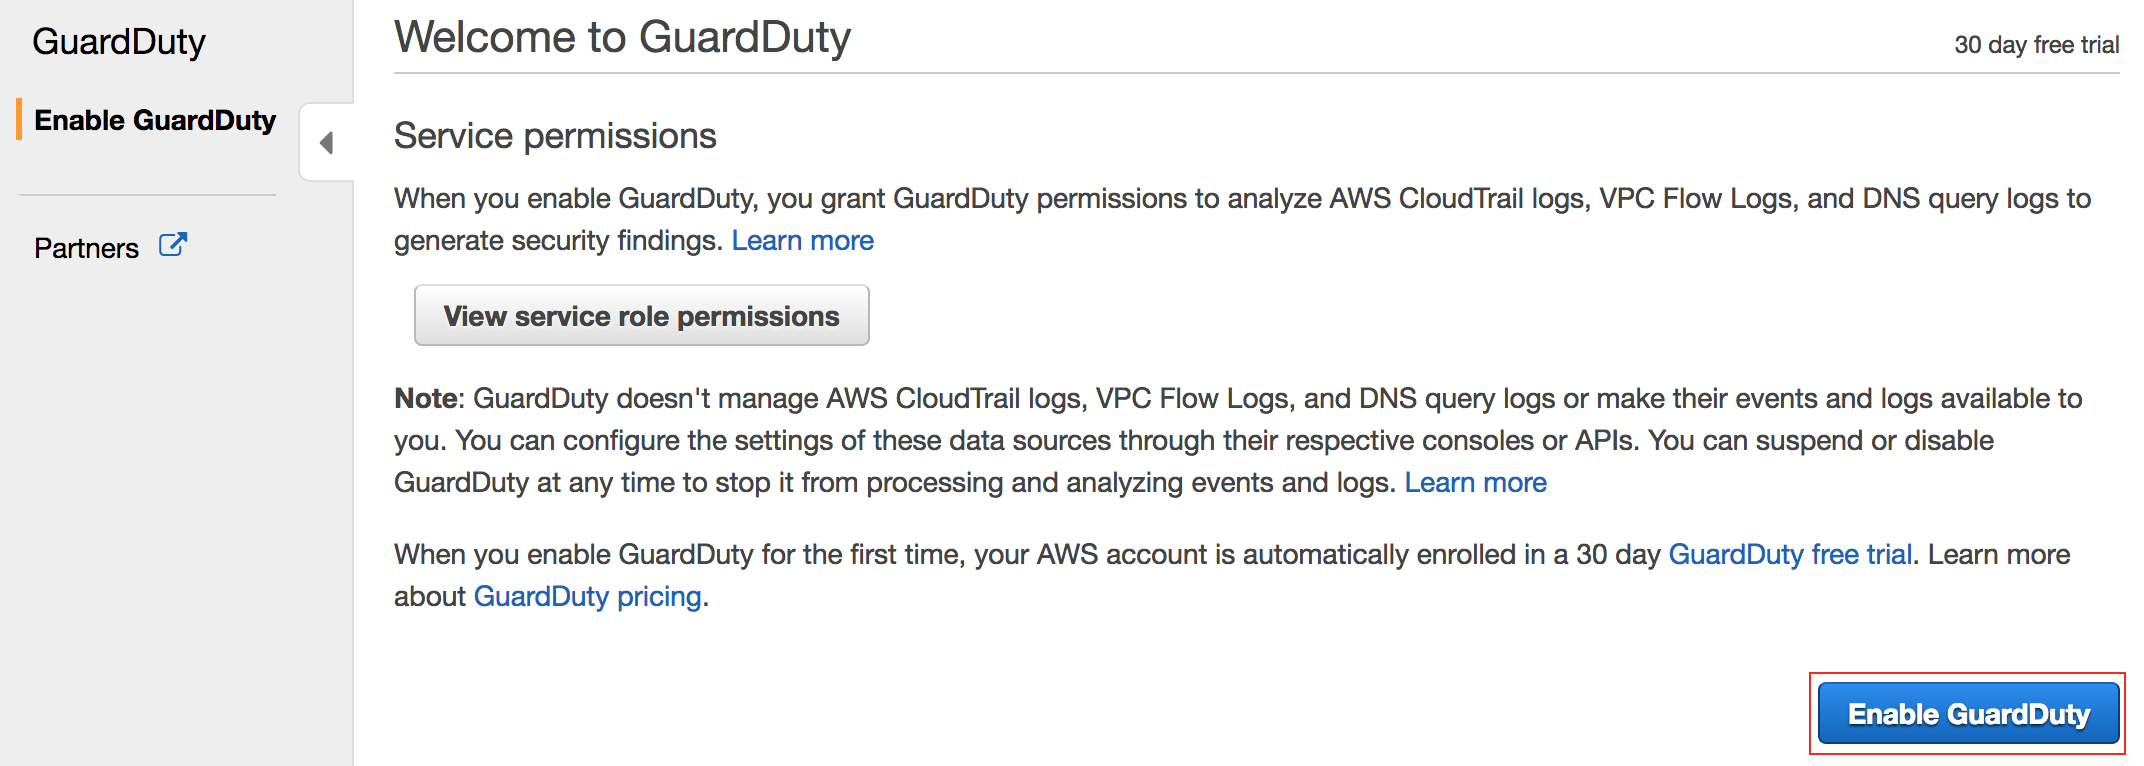 GuardDuty
Enable GuardDuty
Partners
Welcome to GuardDuty
30 day free trial
Service permissions
When you enable GuardDuty, you grant GuardDuty permissions to analyze AWS CloudTrail logs, VPC Flow Logs, and DNS query logs to
generate security findings. Learn more
View service role permissions
Note: GuardDuty doesn't manage AWS CloudTrail logs, VPC Flow Logs, and DNS query logs or make their events and logs available to
you. You can configure the settings of these data sources through their respective consoles or APIs. You can suspend or disable
GuardDuty at any time to stop it from processing and analyzing events and logs. Learn more
When you enable GuardDuty for the first time, your AWS account is automatically enrolled in a 30 day GuardDuty free trial. Learn more
about GuardDuty pricing.
Enable GuardDuty